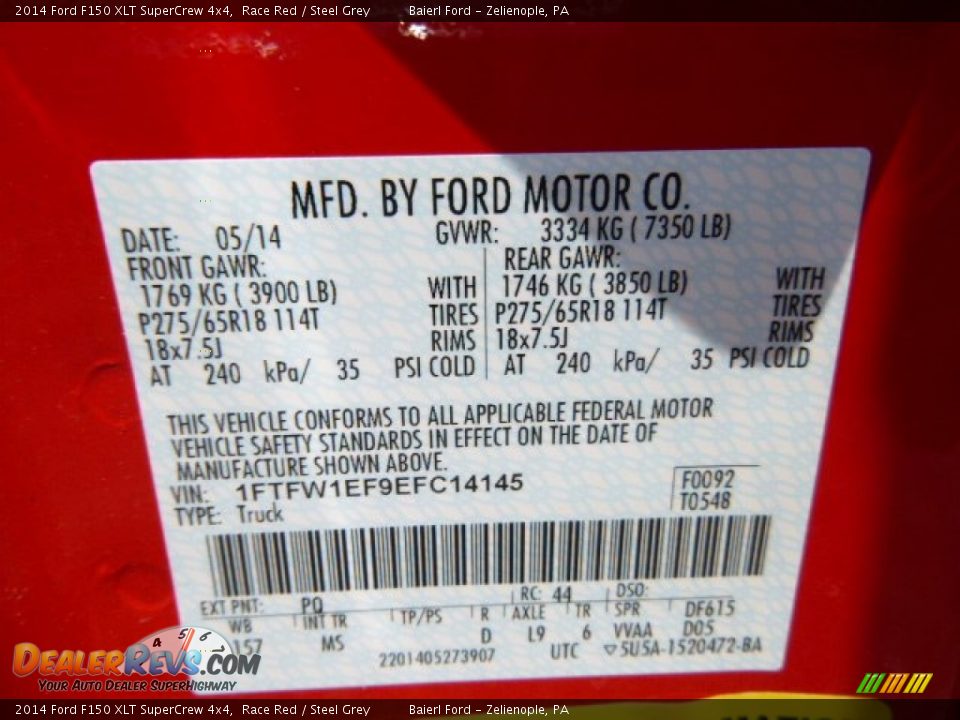 2014 Ford F150 XLT SuperCrew 4x4, Race Red / Steel Grey Baierl Ford - Zelienople, PA
MFD. BY FORD MOTOR CO.
DATE: 05/14 GVWR: 3334 KG ( 7350 LB)
FRONT GAWR: REAR GAWR:
1769 KG ( 3900 LB) WITH 1746 KG ( 3850 LB) WITH
P275/65R18 114T TIRES P275/65R18 114T TIRES
18x7.5J RIMS 18x7.5J RIMS
AT 240 kPa/ 35 PSI COLD AT 240 kPa/ 35 PSI COLD
THIS VEHICLE CONFORMS TO ALL APPLICABLE FEDERAL MOTOR
VEHICLE SAFETY STANDARDS IN EFFECT ON THE DATE OF
MANUFACTURE SHOWN ABOVE.
VIN: 1FTFW1EF9EFC14145 F0092
TYPE: Truck T0548
EXT PNT: PQ RC: 44 DSO:
WB INT TR TP/PS R AXLE TR SPR DF615
157 MS D L9 6 VVAA D05
2201405273907 UTC ▽5U5A-1520472-BA
4 5 6
DEALERREVS.COM
YOUR AUTO DEALER SUPERHIGHWAY
2014 Ford F150 XLT SuperCrew 4x4, Race Red / Steel Grey Baierl Ford - Zelienople, PA